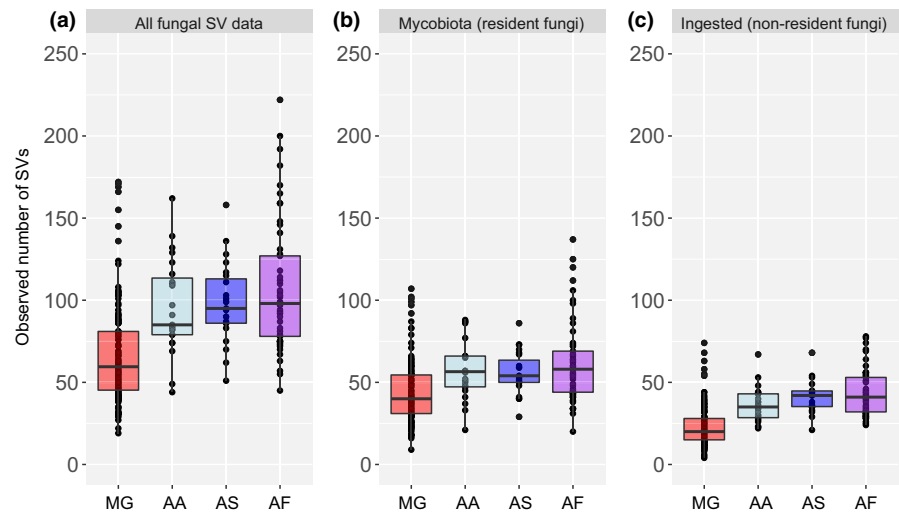 (a) All fungal SV data
(b) Mycobiota (resident fungi)
(c) Ingested (non-resident fungi)
Observed number of SVs
250
200
150
100
50
0
MG AA AS AF
250
200
150
100
50
0
MG AA AS AF
250
200
150
100
50
0
MG AA AS AF